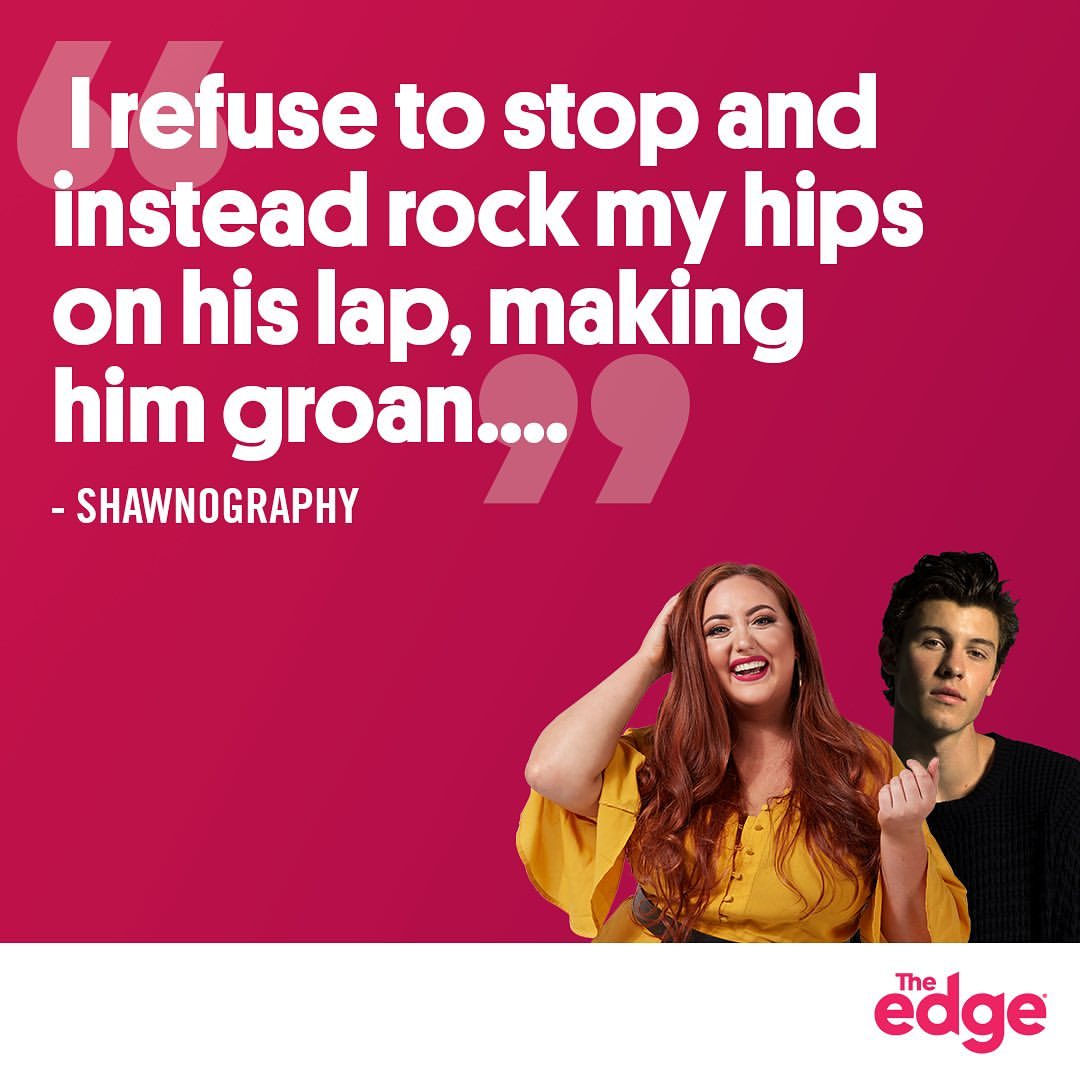 “I refuse to stop and
instead rock my hips
on his lap, making
him groan....”
- SHAWNOGRAPHY
The
edge